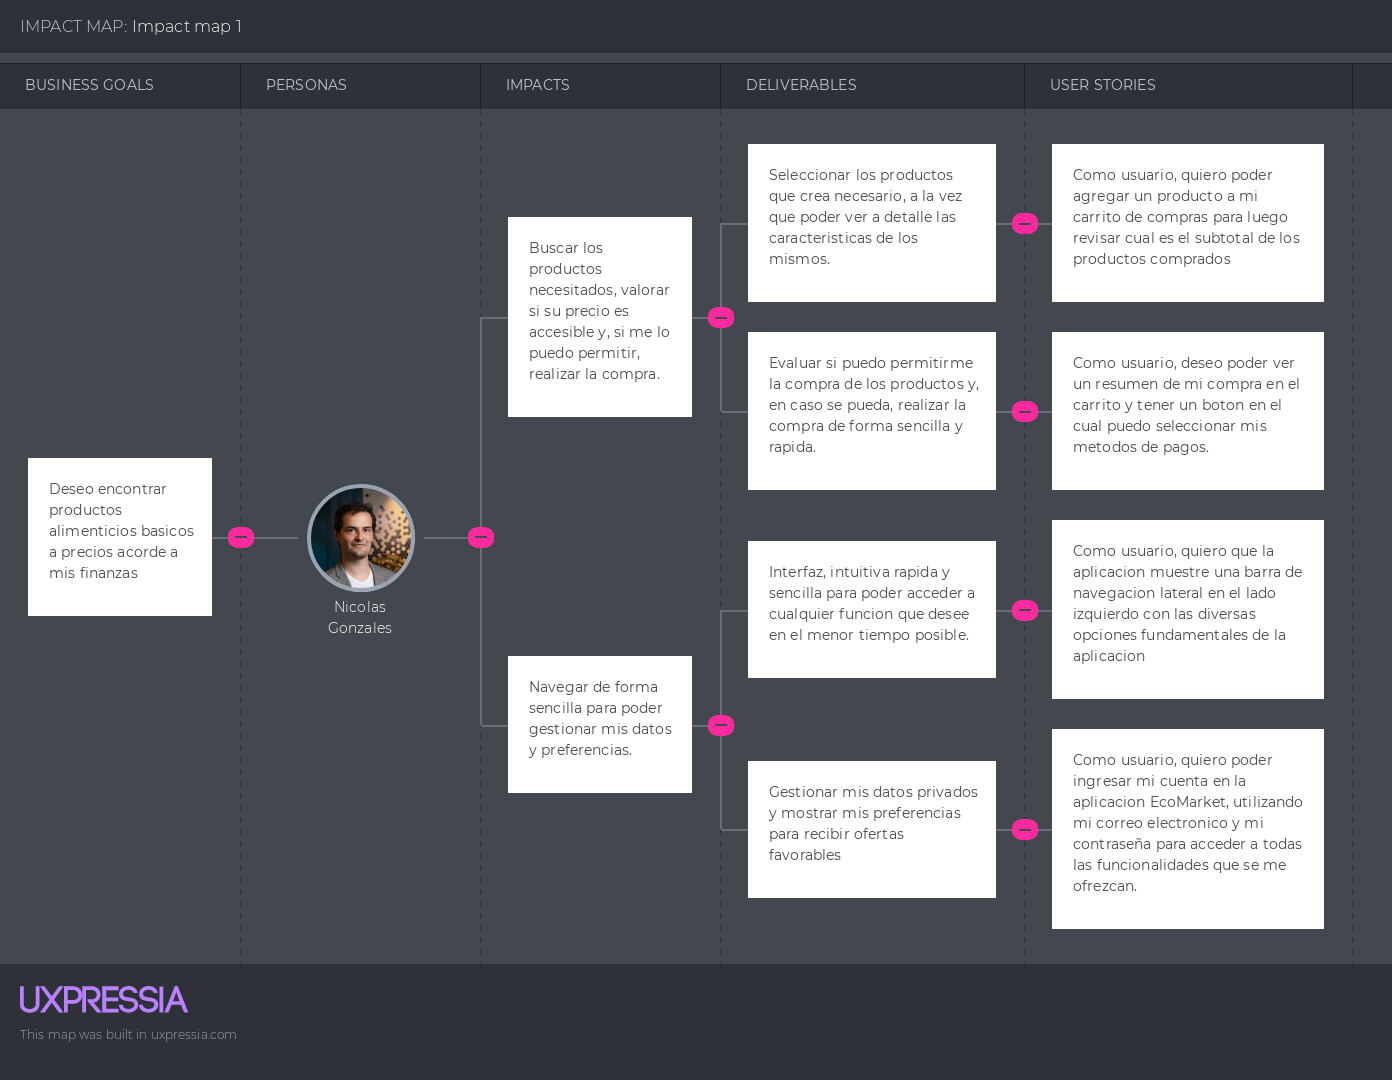 IMPACT MAP: Impact map 1
BUSINESS GOALS
PERSONAS
IMPACTS
DELIVERABLES
USER STORIES
Deseo encontrar
productos
alimenticios basicos
a precios acorde a
mis finanzas
Nicolas
Gonzales
Buscar los
productos
necesitados, valorar
si su precio es
accesible y, si me lo
puedo permitir,
realizar la compra.
Seleccionar los productos
que crea necesario, a la vez
que poder ver a detalle las
caracteristicas de los
mismos.
Como usuario, quiero poder
agregar un producto a mi
carrito de compras para luego
revisar cual es el subtotal de los
productos comprados
Evaluar si puedo permitirme
la compra de los productos y,
en caso se pueda, realizar la
compra de forma sencilla y
rapida.
Como usuario, deseo poder ver
un resumen de mi compra en el
carrito y tener un boton en el
cual puedo seleccionar mis
metodos de pagos.
Navegar de forma
sencilla para poder
gestionar mis datos
y preferencias.
Interfaz, intuitiva rapida y
sencilla para poder acceder a
cualquier funcion que desee
en el menor tiempo posible.
Como usuario, quiero que la
aplicacion muestre una barra de
navegacion lateral en el lado
izquierdo con las diversas
opciones fundamentales de la
aplicacion
Gestionar mis datos privados
y mostrar mis preferencias
para recibir ofertas
favorables
Como usuario, quiero poder
ingresar mi cuenta en la
aplicacion EcoMarket, utilizando
mi correo electronico y mi
contraseña para acceder a todas
las funcionalidades que se me
ofrezcan.
UXPRESSIA
This map was built in uxpressia.com